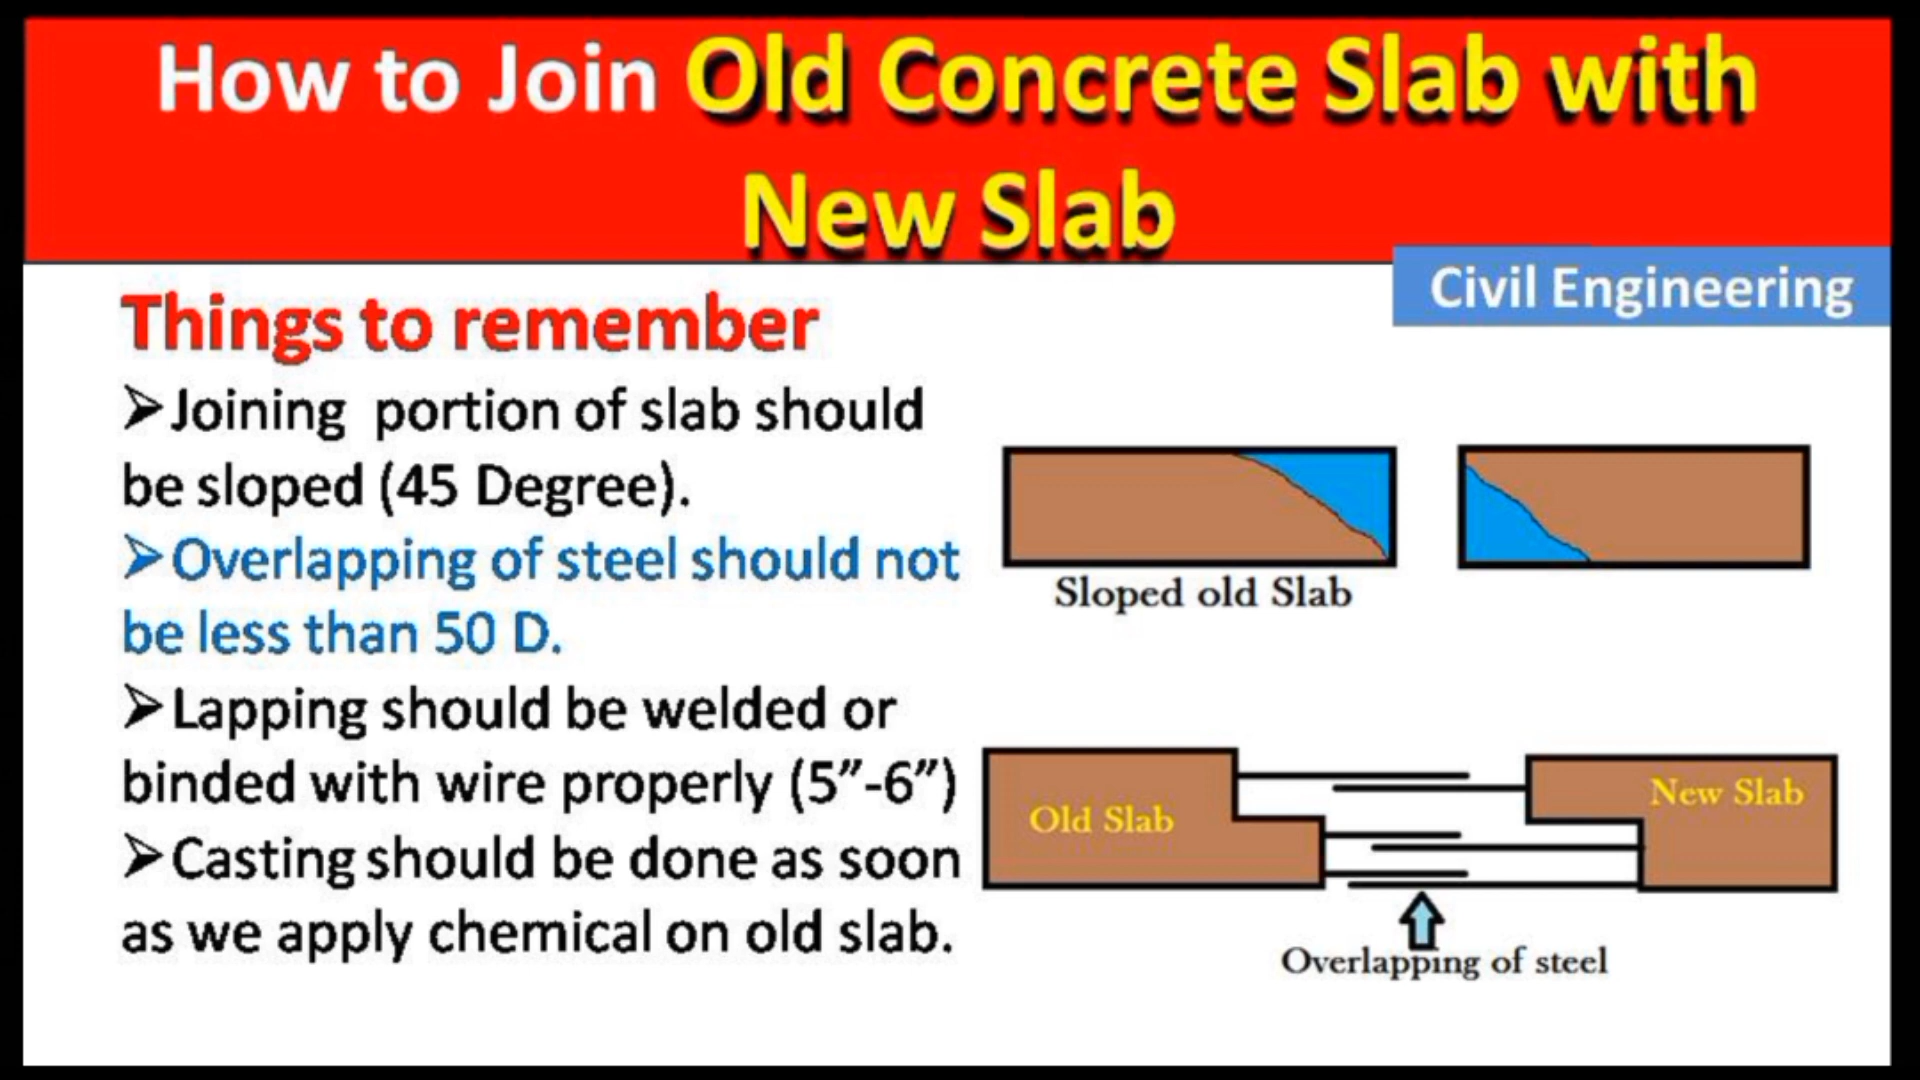 How to Join Old Concrete Slab with
New Slab
Civil Engineering
Things to remember
➢Joining portion of slab should
be sloped (45 Degree).
➢Overlapping of steel should not
be less than 50 D.
➢Lapping should be welded or
binded with wire properly (5”-6”)
➢Casting should be done as soon
as we apply chemical on old slab.
Sloped old Slab
Old Slab
New Slab
Overlapping of steel